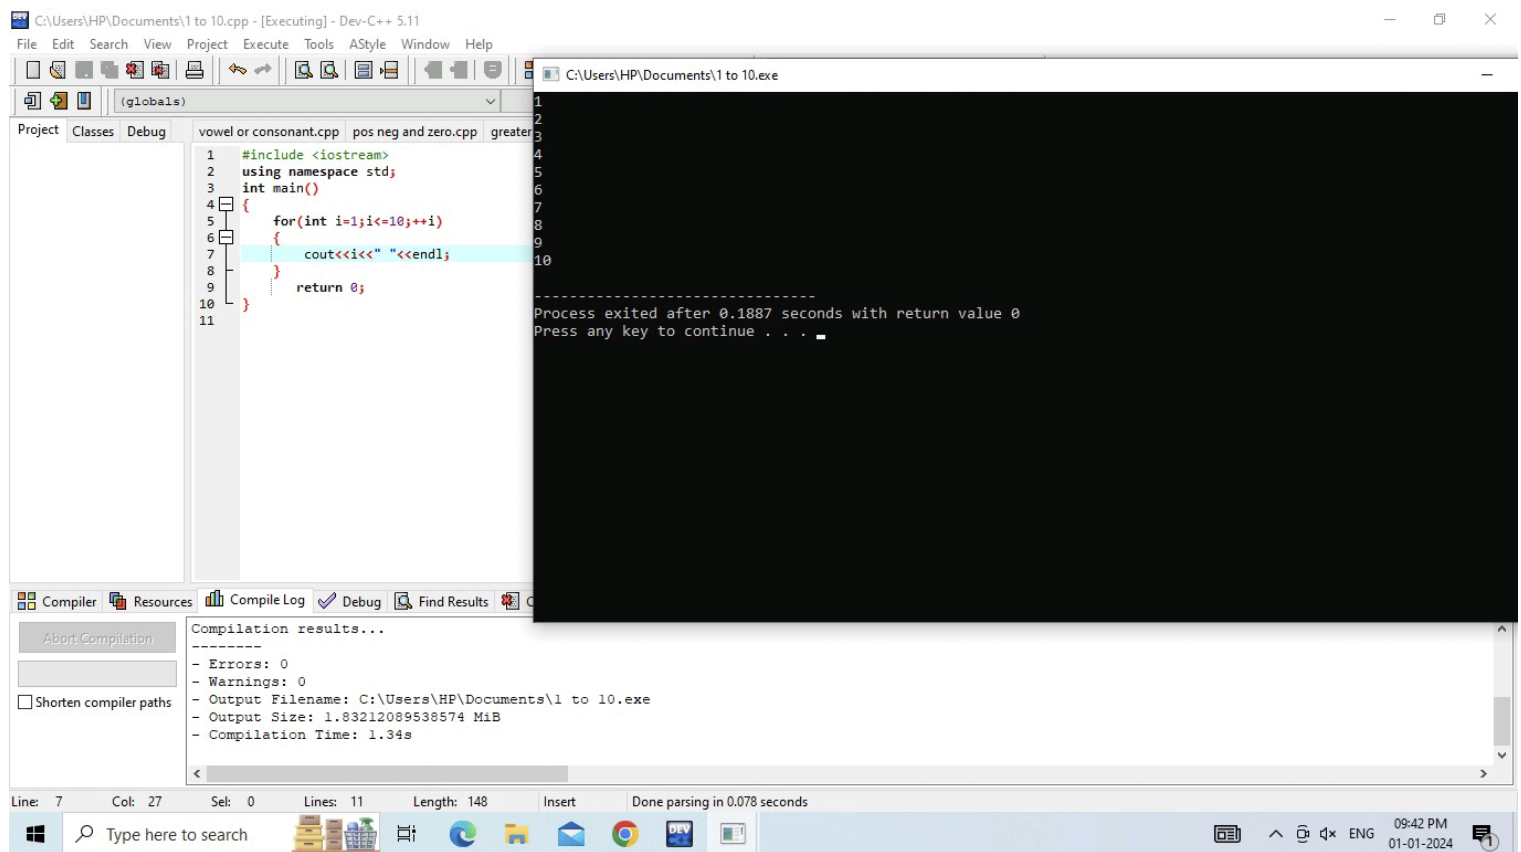 C:\Users\HP\Documents\1 to 10.cpp - [Executing] - Dev-C++ 5.11
File Edit Search View Project Execute Tools AStyle Window Help
C:\Users\HP\Documents\1 to 10.exe
(globals)
Project Classes Debug
vowel or consonant.cpp pos neg and zero.cpp greater
1 #include <iostream>
2 using namespace std;
3 int main()
4 {
5 for(int i=1;i<=10;++i)
6 {
7 cout<<i<<" "<<endl;
8 }
9 return 0;
10 }
11
1
2
3
4
5
6
7
8
9
10
--------------------------------
Process exited after 0.1887 seconds with return value 0
Press any key to continue . . .
Compiler Resources Compile Log Debug Find Results
Abort Compilation
Shorten compiler paths
Compilation results...
--------
- Errors: 0
- Warnings: 0
- Output Filename: C:\Users\HP\Documents\1 to 10.exe
- Output Size: 1.83212089538574 MiB
- Compilation Time: 1.34s
Line: 7 Col: 27 Sel: 0 Lines: 11 Length: 148 Insert Done parsing in 0.078 seconds
Type here to search
DEV
ENG
09:42 PM
01-01-2024
1